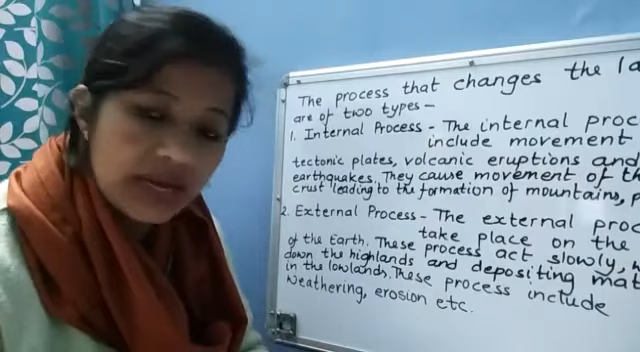 The process that changes the la
are of two types –
1. Internal Process - The internal proc
include movement
tectonic plates, volcanic eruptions and
earthquakes. They cause movement of th
crust leading to the formation of mountains, p
2. External Process - The external proc
take place on the
of the Earth. These process act slowly, w
down the highlands and depositing mat
in the lowlands. These process include
weathering, erosion etc.